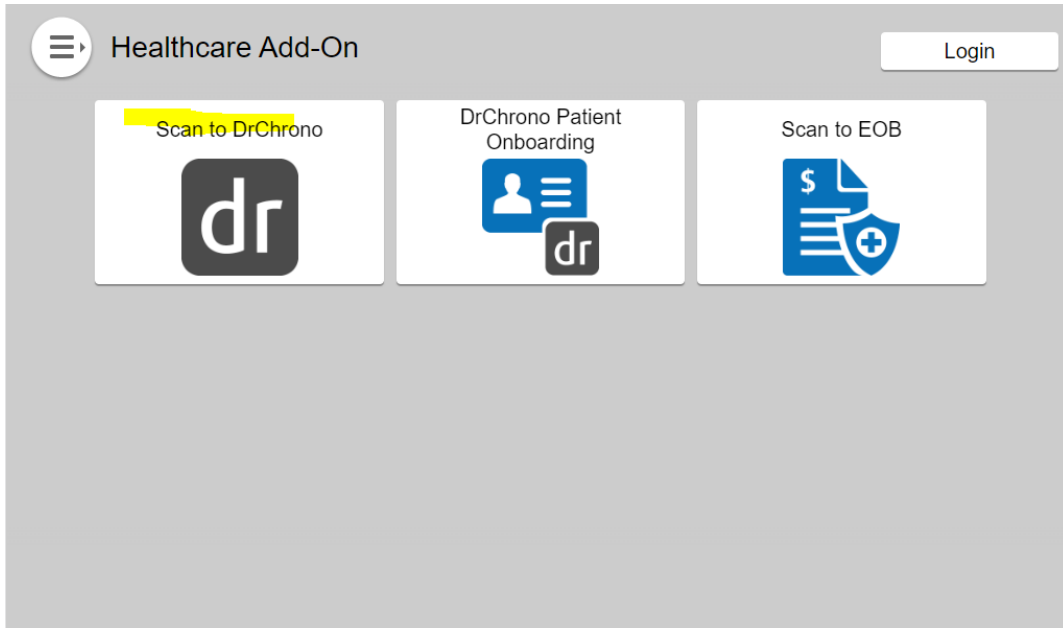 Healthcare Add-On
Login
Scan to DrChrono
dr
DrChrono Patient
Onboarding
dr
Scan to EOB
$